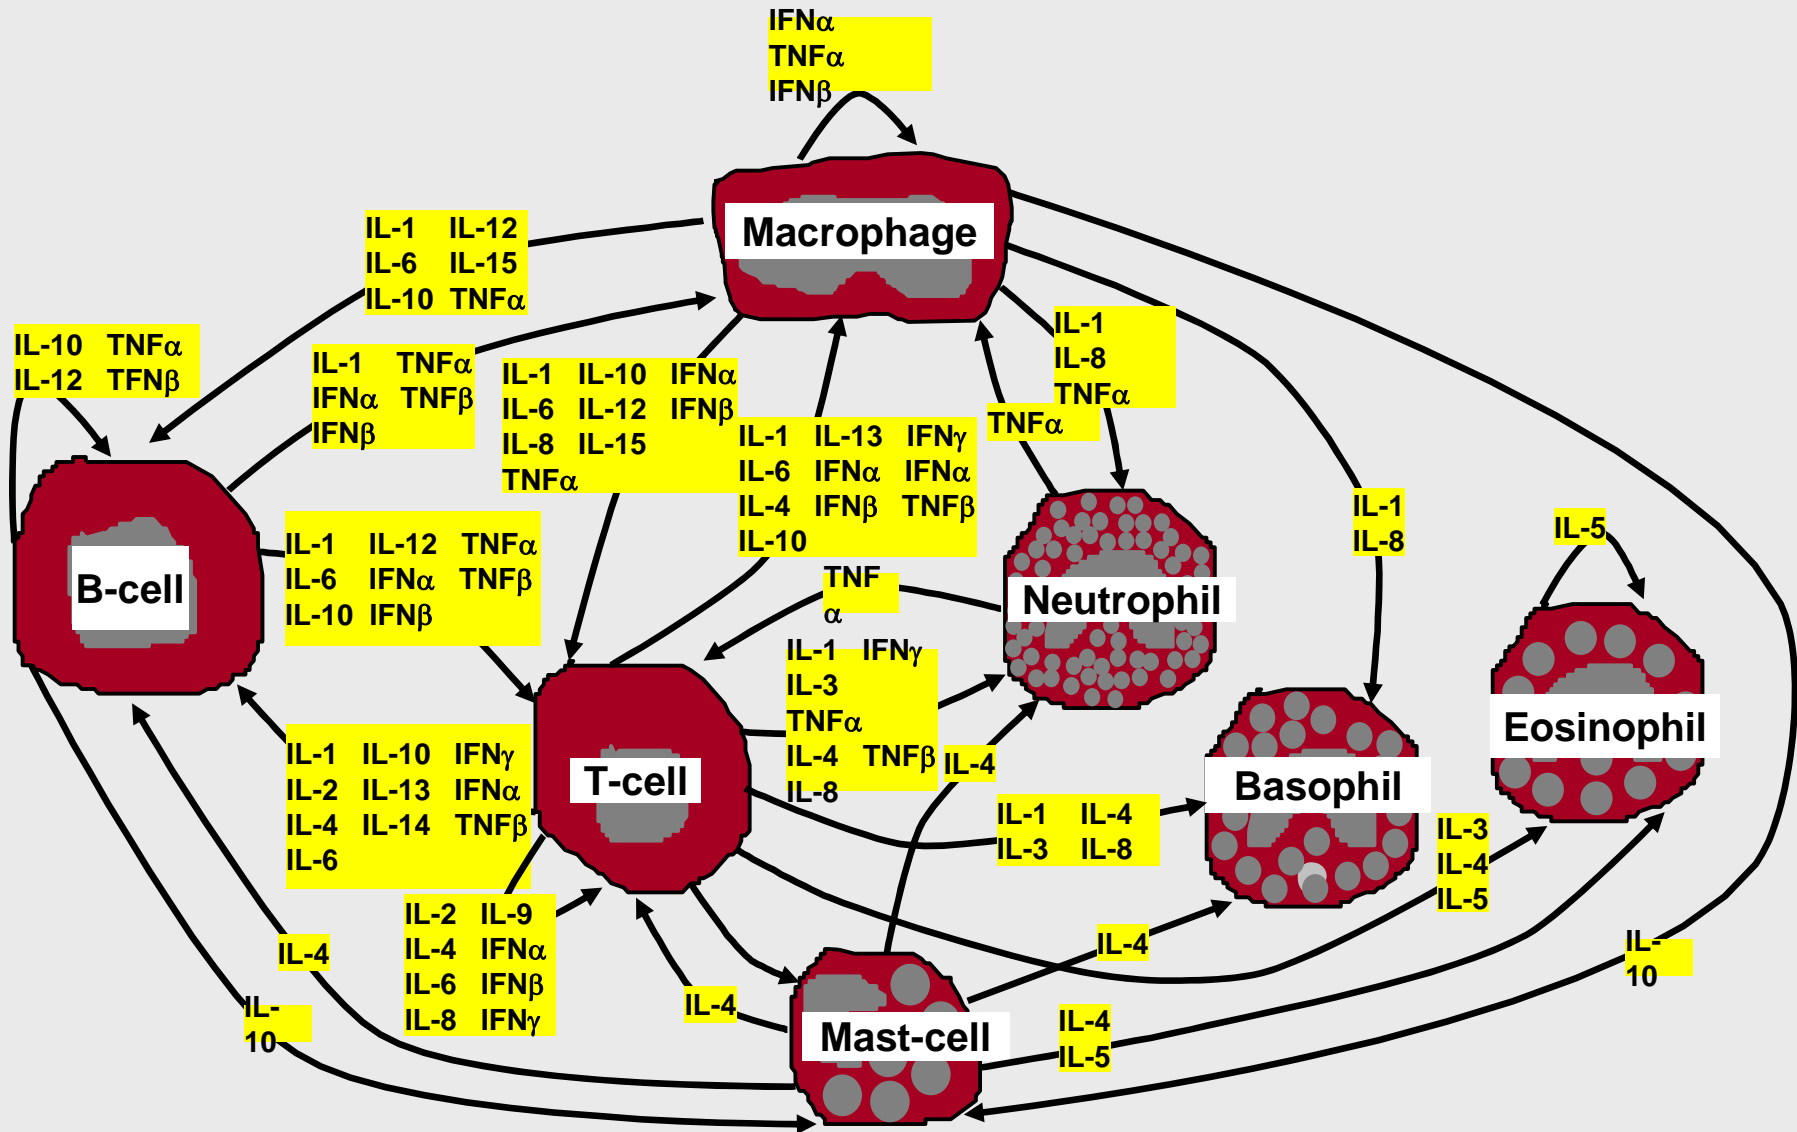 IFNα
TNFα
IFNβ
Macrophage
IL-1 IL-12
IL-6 IL-15
IL-10 TNFα
IL-10 TNFα
IL-12 TFNβ
IL-1 TNFα
IFNα TNFβ
IFNβ
IL-1 IL-10 IFNα
IL-6 IL-12 IFNβ
IL-8 IL-15
TNFα
IL-1 IL-13 IFNγ
IL-6 IFNα IFNα
IL-4 IFNβ TNFβ
IL-10
TNFα
IL-1
IL-8
TNFα
IL-1
IL-8
IL-5
B-cell
IL-1 IL-12 TNFα
IL-6 IFNα TNFβ
IL-10 IFNβ
TNF
α
Neutrophil
IL-1 IFNγ
IL-3
TNFα
IL-4 TNFβ
IL-8
IL-4
Eosinophil
T-cell
Basophil
IL-1 IL-10 IFNγ
IL-2 IL-13 IFNα
IL-4 IL-14 TNFβ
IL-6
IL-1 IL-4
IL-3 IL-8
IL-3
IL-4
IL-5
IL-2 IL-9
IL-4 IFNα
IL-6 IFNβ
IL-8 IFNγ
IL-4
IL-4
IL-
10
IL-
10
IL-4
Mast-cell
IL-4
IL-5